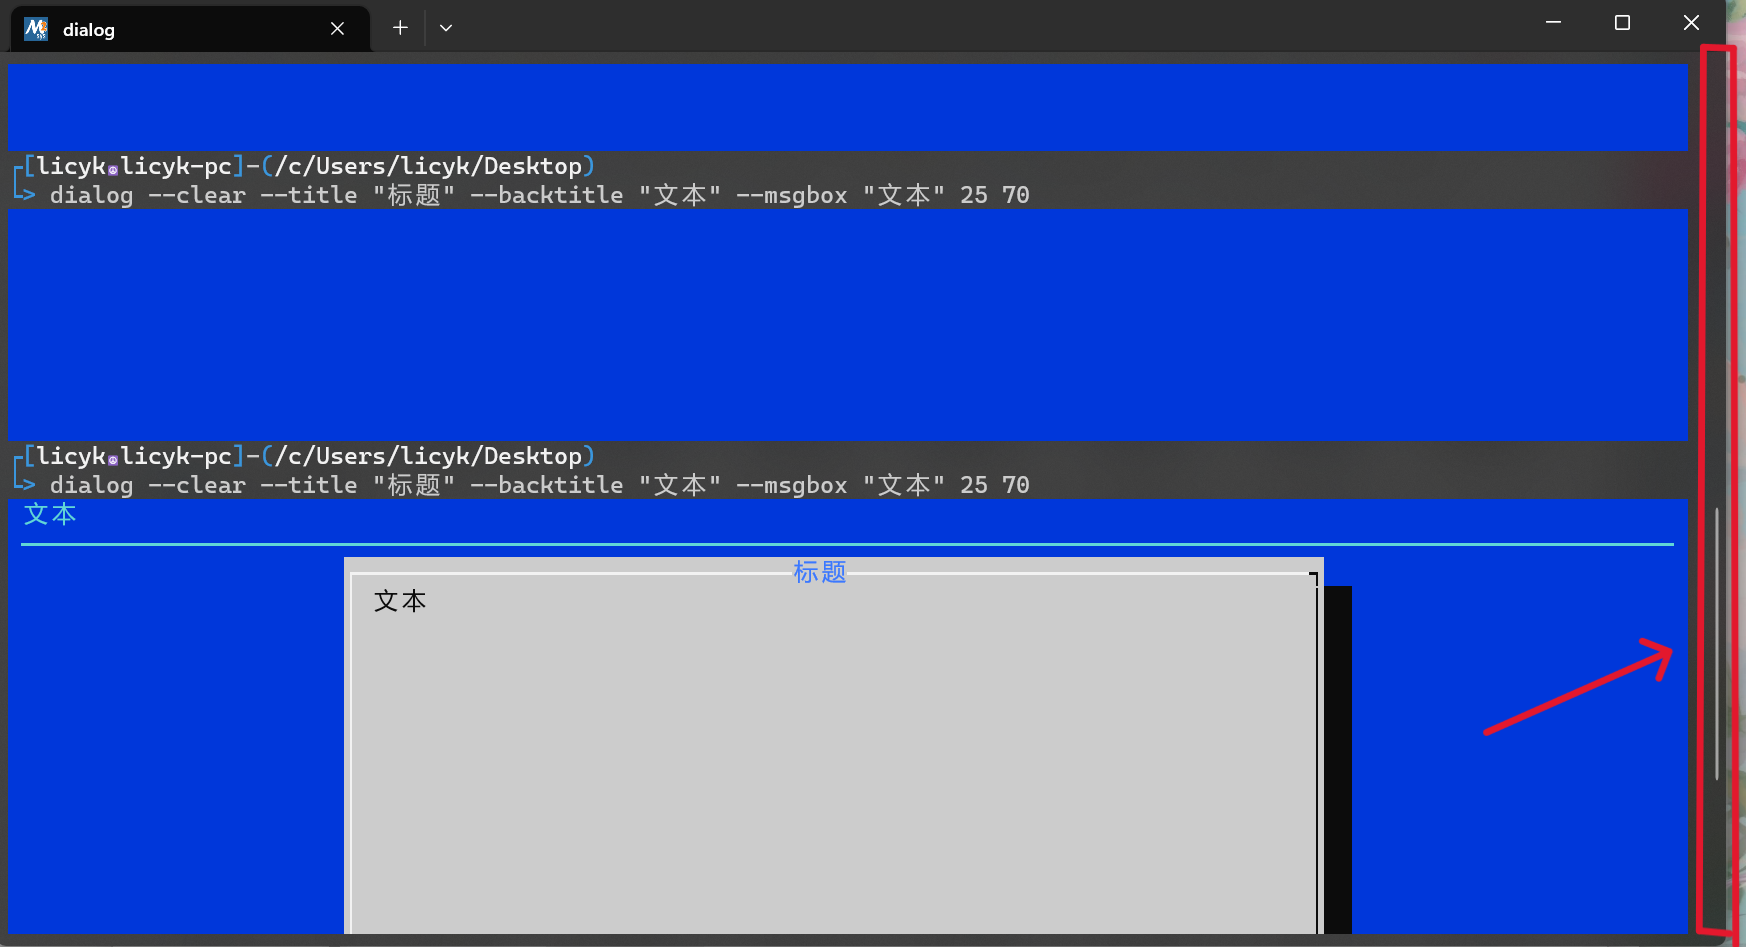 dialog
[licyk☮licyk-pc]-(/c/Users/licyk/Desktop)
> dialog --clear --title "标题" --backtitle "文本" --msgbox "文本" 25 70
[licyk☮licyk-pc]-(/c/Users/licyk/Desktop)
> dialog --clear --title "标题" --backtitle "文本" --msgbox "文本" 25 70
文本
标题
文本